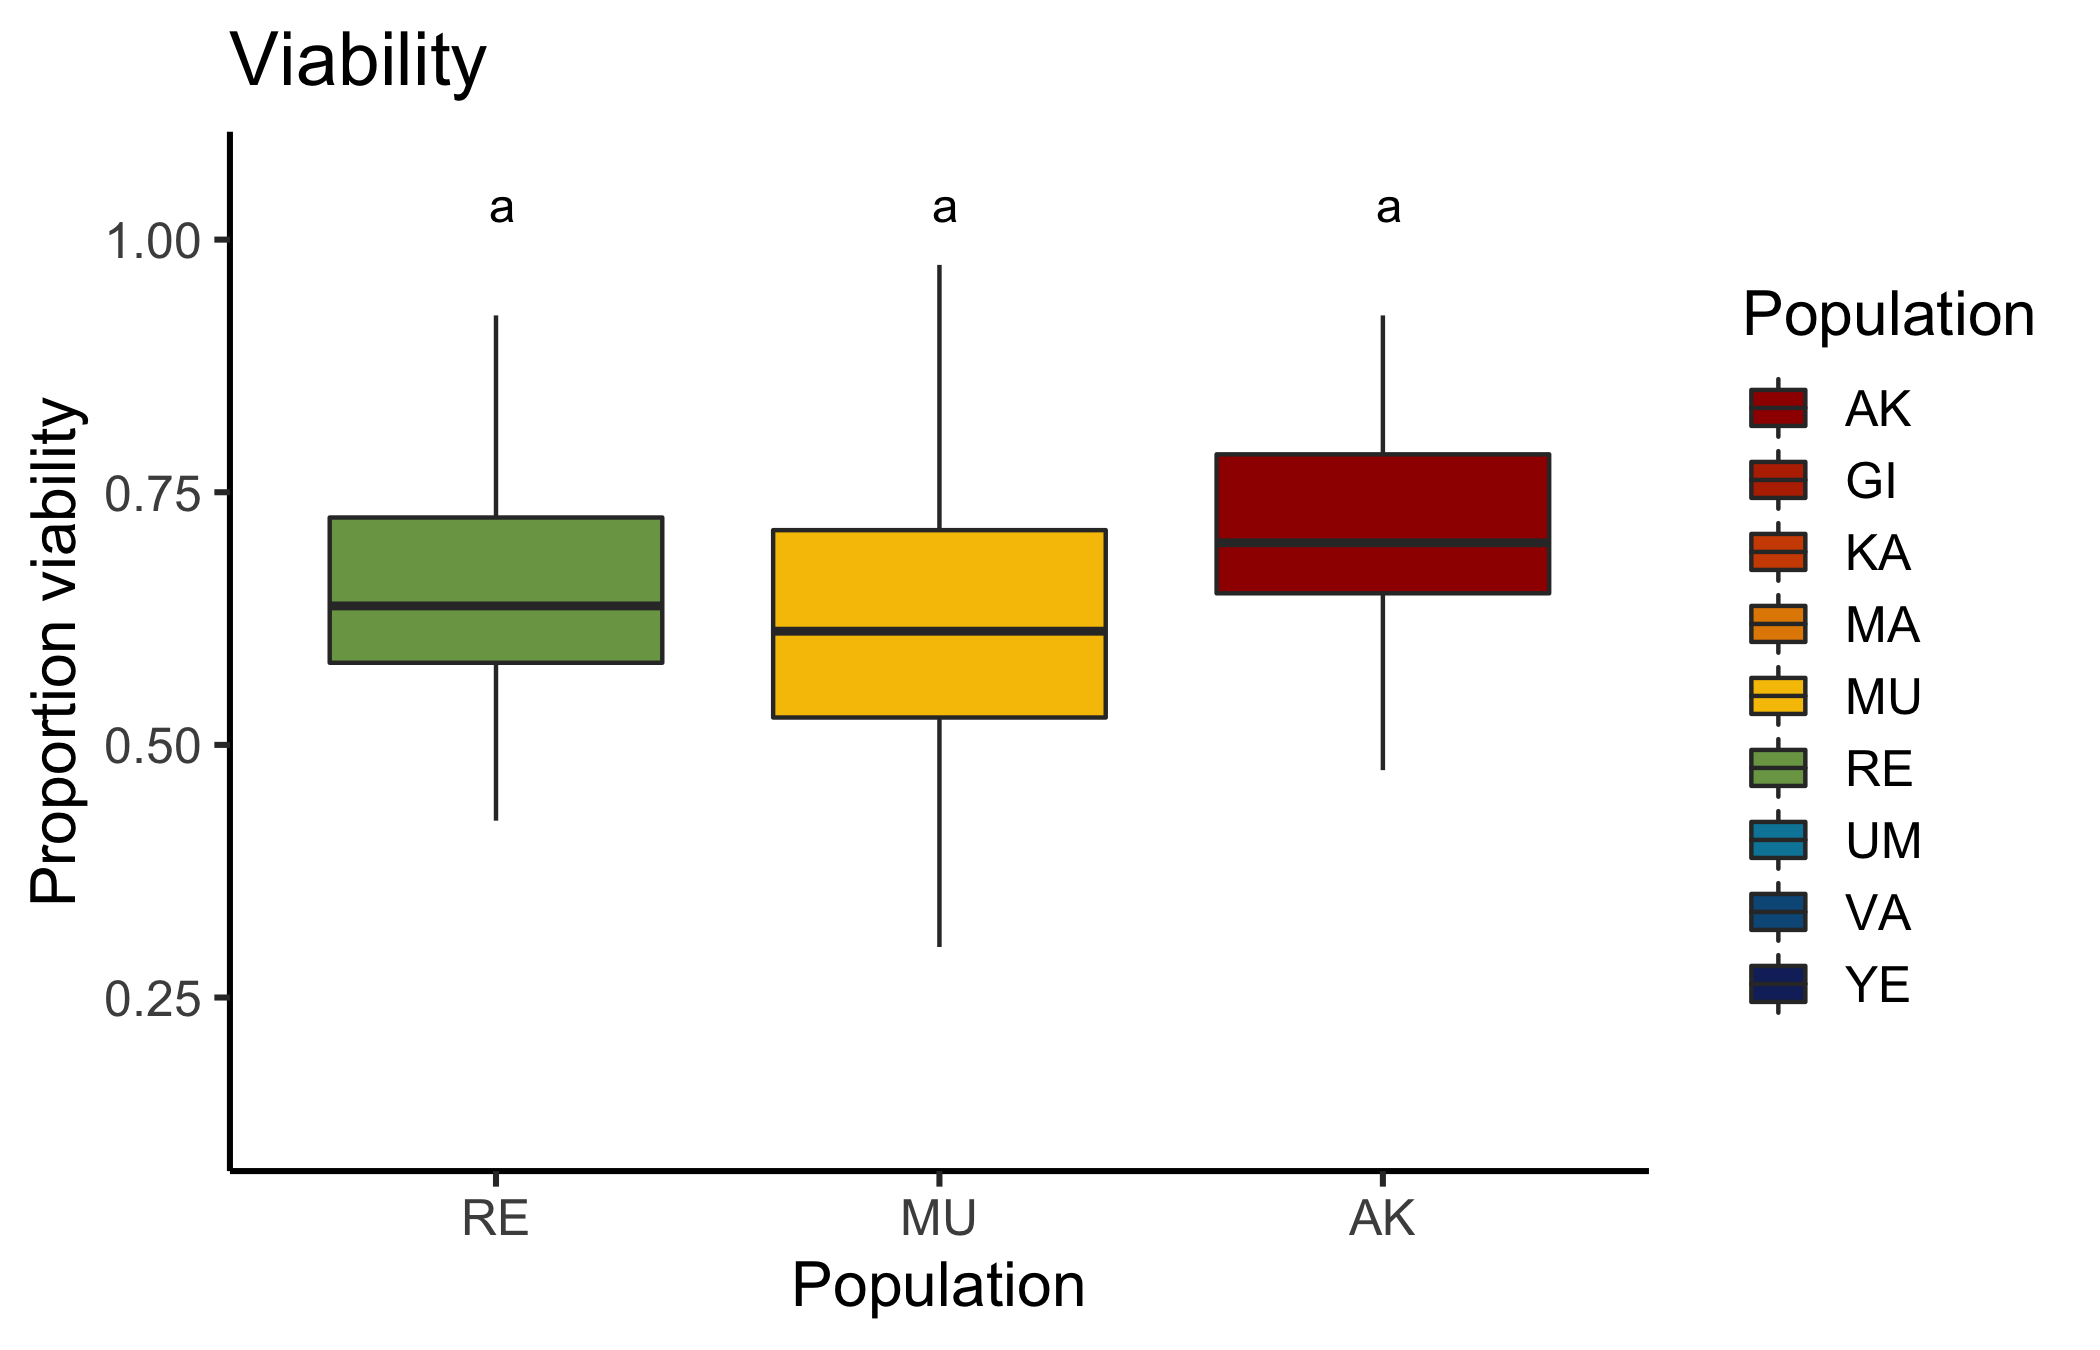 Viability
a a a
1.00
0.75
0.50
0.25
Proportion viability
RE MU AK
Population
Population
AK
GI
KA
MA
MU
RE
UM
VA
YE